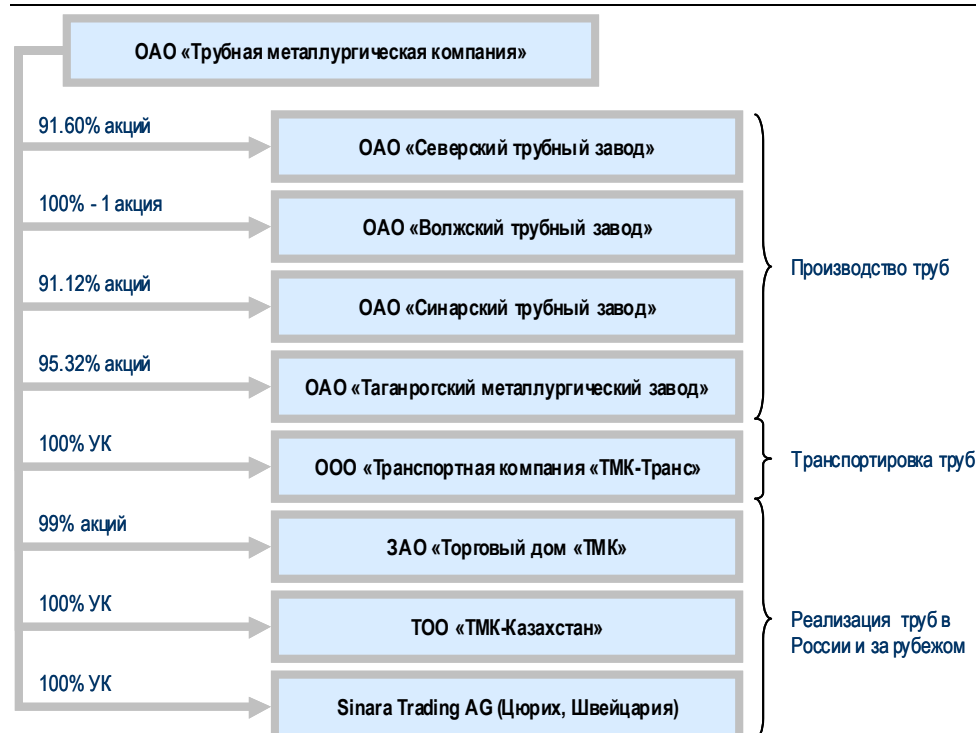 ОАО «Трубная металлургическая компания»
91.60% акций
ОАО «Северский трубный завод»
100% - 1 акция
ОАО «Волжский трубный завод»
91.12% акций
ОАО «Синарский трубный завод»
95.32% акций
ОАО «Таганрогский металлургический завод»
Производство труб
100% УК
ООО «Транспортная компания «ТМК-Транс»
Транспортировка труб
99% акций
ЗАО «Торговый дом «ТМК»
100% УК
ТОО «ТМК-Казахстан»
100% УК
Sinara Trading AG (Цюрих, Швейцария)
Реализация труб в
России и за рубежом